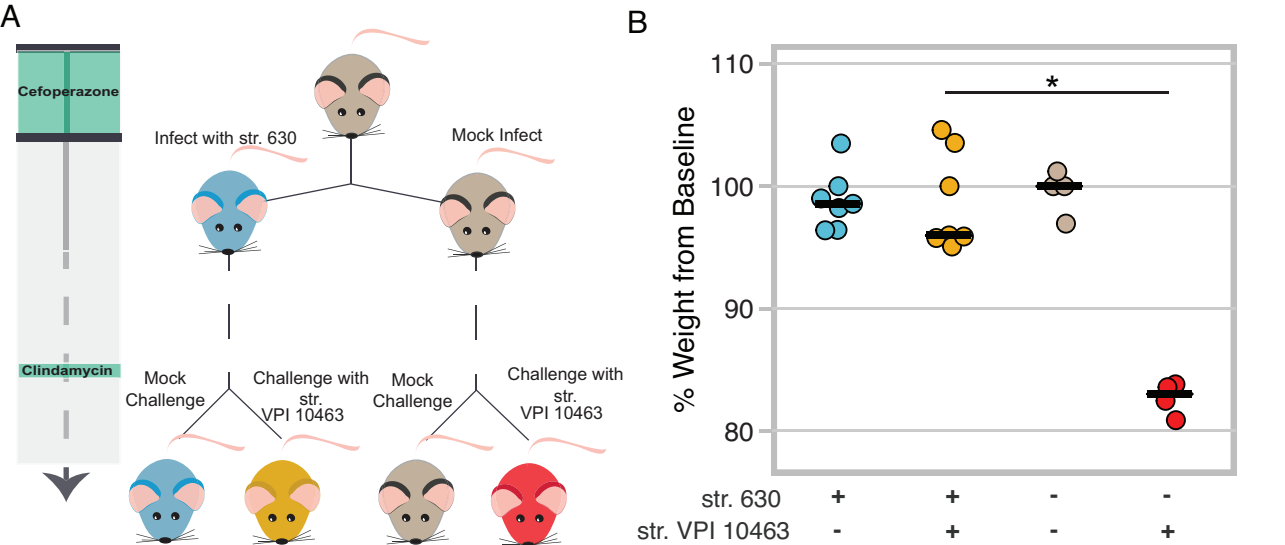 A
Cefoperazone
Infect with str. 630
Mock Infect
Clindamycin
Mock
Challenge
Challenge with
str.
VPI 10463
Mock
Challenge
Challenge with
str.
VPI 10463
B
% Weight from Baseline
110
100
90
80
*
str. 630 + + - -
str. VPI 10463 - + - +